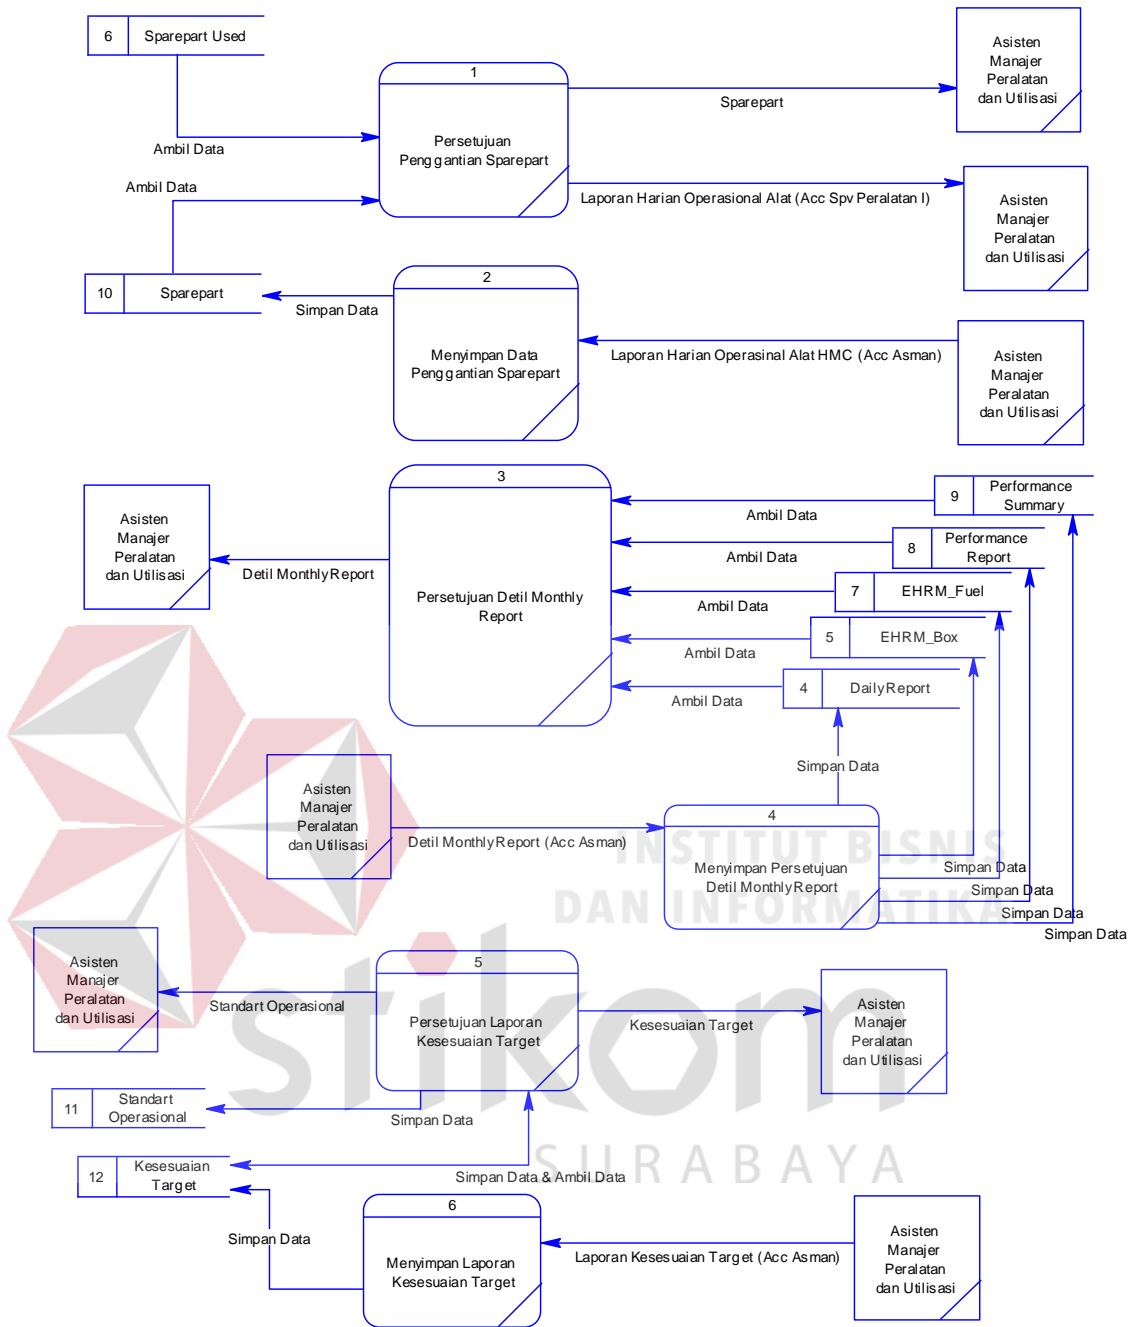 6
Sparepart Used
Asisten
Manajer
Peralatan
dan Utilisasi
1
Persetujuan
Penggantian Sparepart
Sparepart
Ambil Data
Ambil Data
Laporan Harian Operasional Alat (Acc Spv Peralatan I)
Asisten
Manajer
Peralatan
dan Utilisasi
10
Sparepart
Simpan Data
2
Menyimpan Data
Penggantian Sparepart
Laporan Harian Operasinal Alat HMC (Acc Asman)
Asisten
Manajer
Peralatan
dan Utilisasi
3
Persetujuan Detil Monthly
Report
Asisten
Manajer
Peralatan
dan Utilisasi
Detil Monthly Report
9
Performance
Summary
Ambil Data
8
Performance
Report
Ambil Data
7
EHRM_Fuel
Ambil Data
5
EHRM_Box
Ambil Data
4
Daily Report
Ambil Data
Simpan Data
Asisten
Manajer
Peralatan
dan Utilisasi
Detil Monthly Report (Acc Asman)
4
Menyimpan Persetujuan
Detil Monthly Report
Simpan Data
Simpan Data
Simpan Data
Simpan Data
INSTITUT BISNIS
DAN INFORMATIKA
stikom
SURABAYA
Asisten
Manajer
Peralatan
dan Utilisasi
Standart Operasional
5
Persetujuan Laporan
Kesesuaian Target
Kesesuaian Target
Asisten
Manajer
Peralatan
dan Utilisasi
11
Standart
Operasional
Simpan Data
12
Kesesuaian
Target
Simpan Data & Ambil Data
Simpan Data
6
Menyimpan Laporan
Kesesuaian Target
Laporan Kesesuaian Target (Acc Asman)
Asisten
Manajer
Peralatan
dan Utilisasi